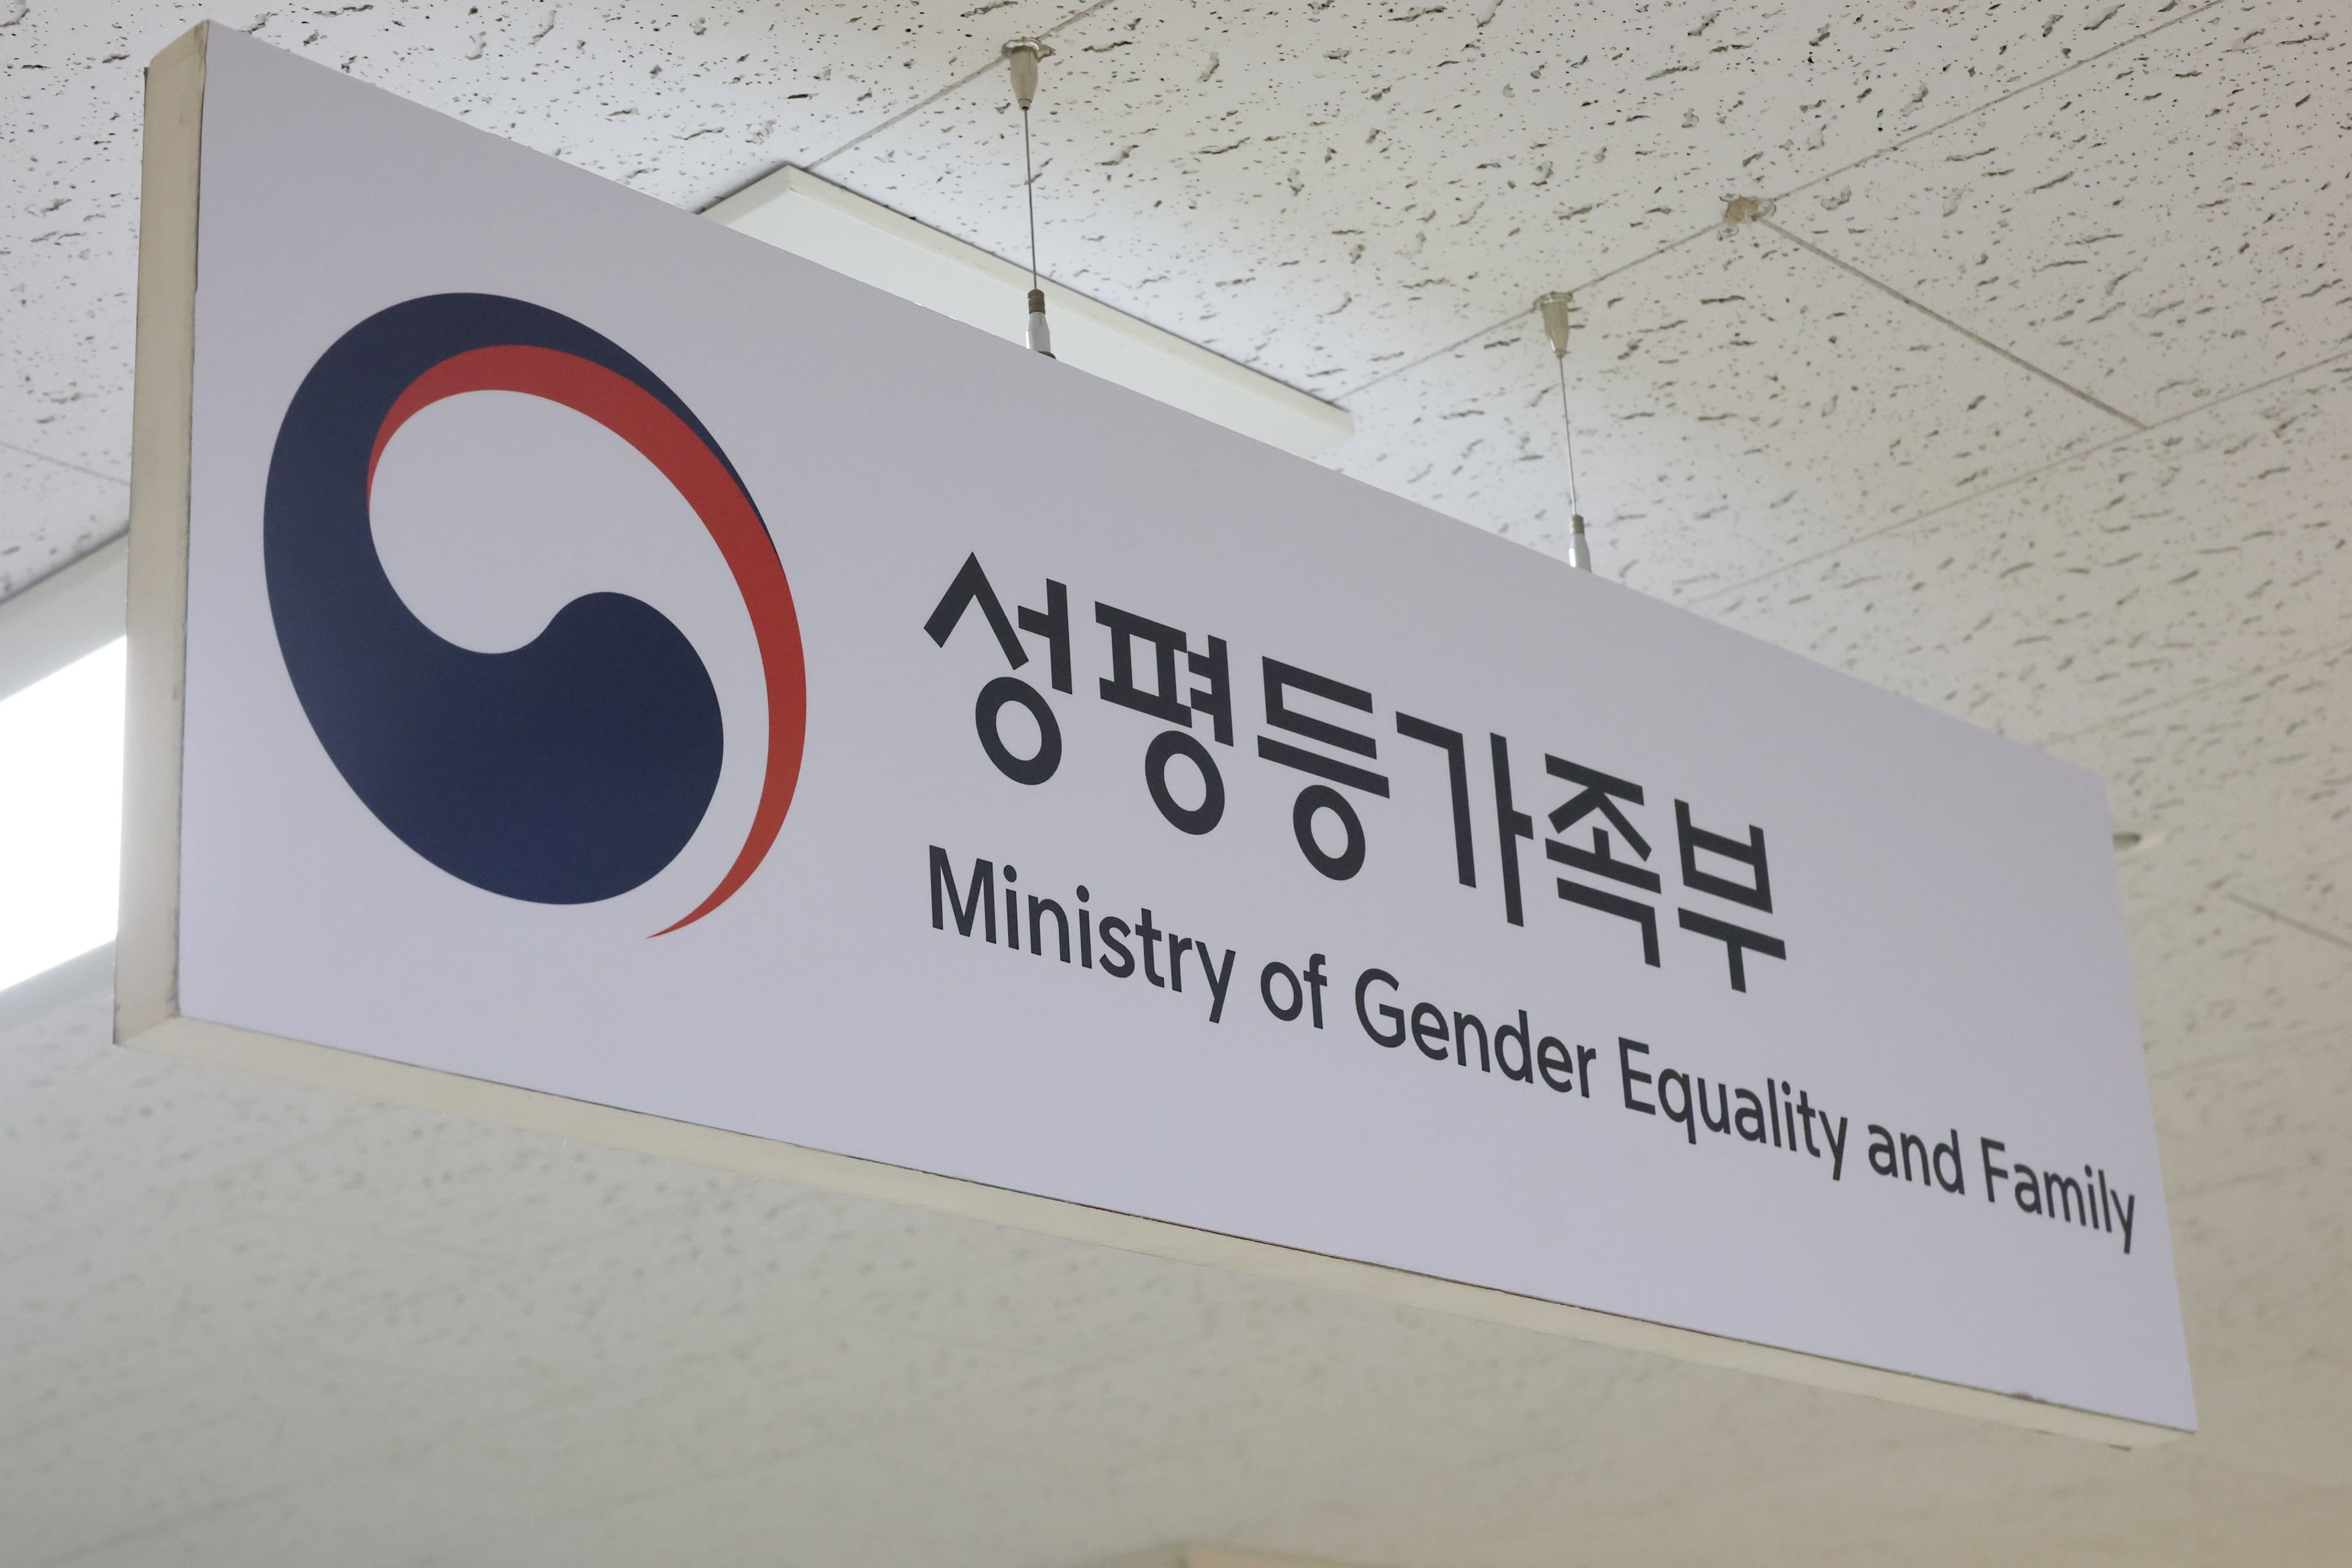 성평등가족부
Ministry of Gender Equality and Family